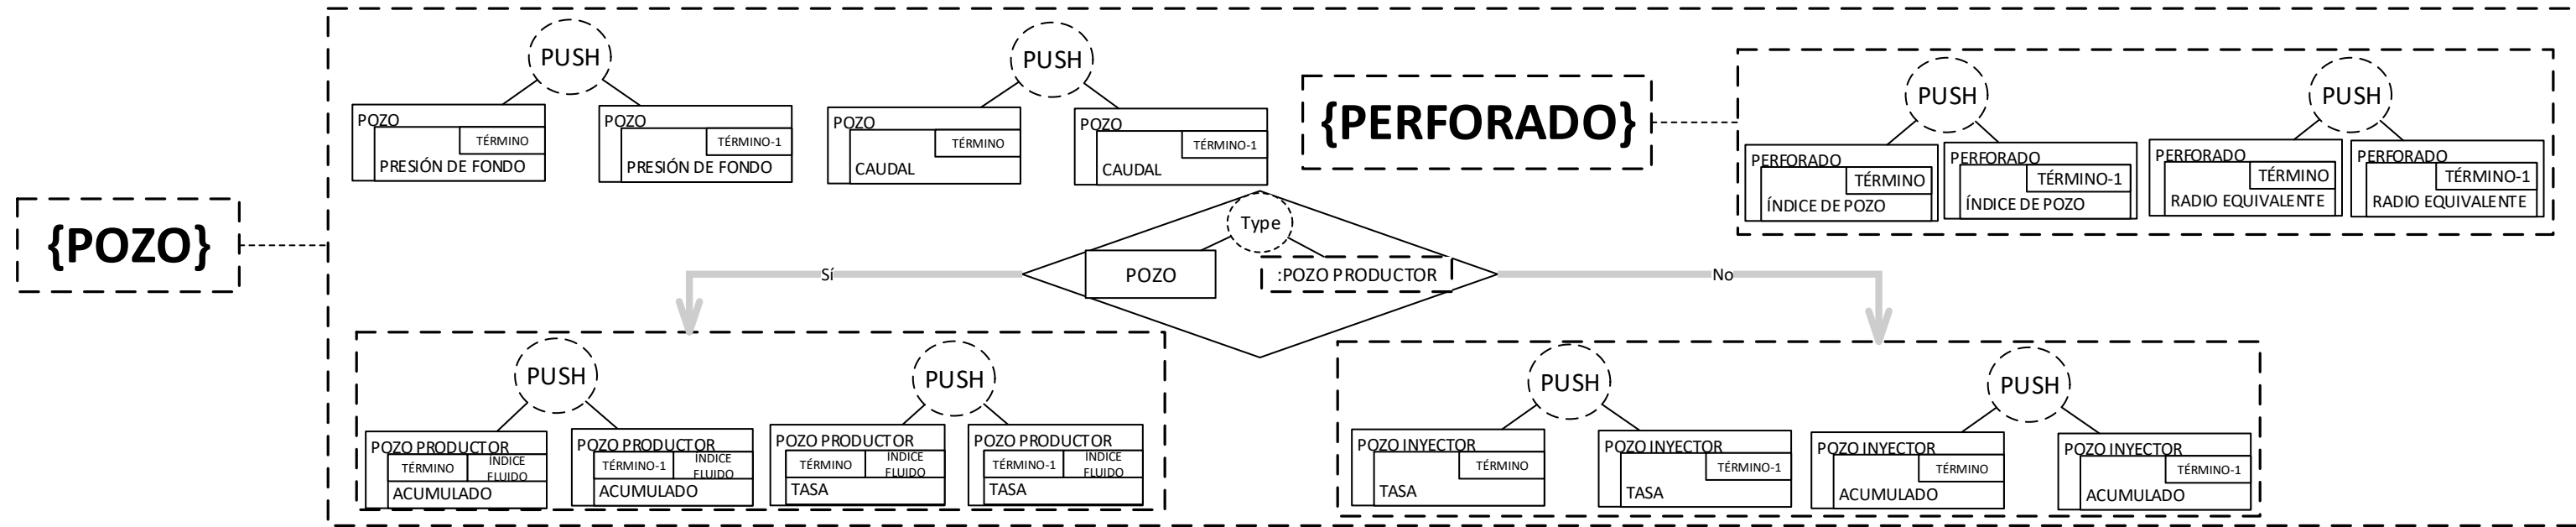 {POZO}
PUSH
POZO
TÉRMINO
PRESIÓN DE FONDO
POZO
TÉRMINO-1
PRESIÓN DE FONDO
PUSH
POZO
TÉRMINO
CAUDAL
POZO
TÉRMINO-1
CAUDAL
{PERFORADO}
PUSH
PERFORADO
TÉRMINO
ÍNDICE DE POZO
PERFORADO
TÉRMINO-1
ÍNDICE DE POZO
PUSH
PERFORADO
TÉRMINO
RADIO EQUIVALENTE
PERFORADO
TÉRMINO-1
RADIO EQUIVALENTE
Type
POZO
:POZO PRODUCTOR
Sí
No
PUSH
POZO PRODUCTOR
TÉRMINO
ÍNDICE
FLUIDO
ACUMULADO
POZO PRODUCTOR
TÉRMINO-1
ÍNDICE
FLUIDO
ACUMULADO
PUSH
POZO PRODUCTOR
TÉRMINO
ÍNDICE
FLUIDO
TASA
POZO PRODUCTOR
TÉRMINO-1
ÍNDICE
FLUIDO
TASA
PUSH
POZO INYECTOR
TÉRMINO
TASA
POZO INYECTOR
TÉRMINO-1
TASA
PUSH
POZO INYECTOR
TÉRMINO
ACUMULADO
POZO INYECTOR
TÉRMINO-1
ACUMULADO